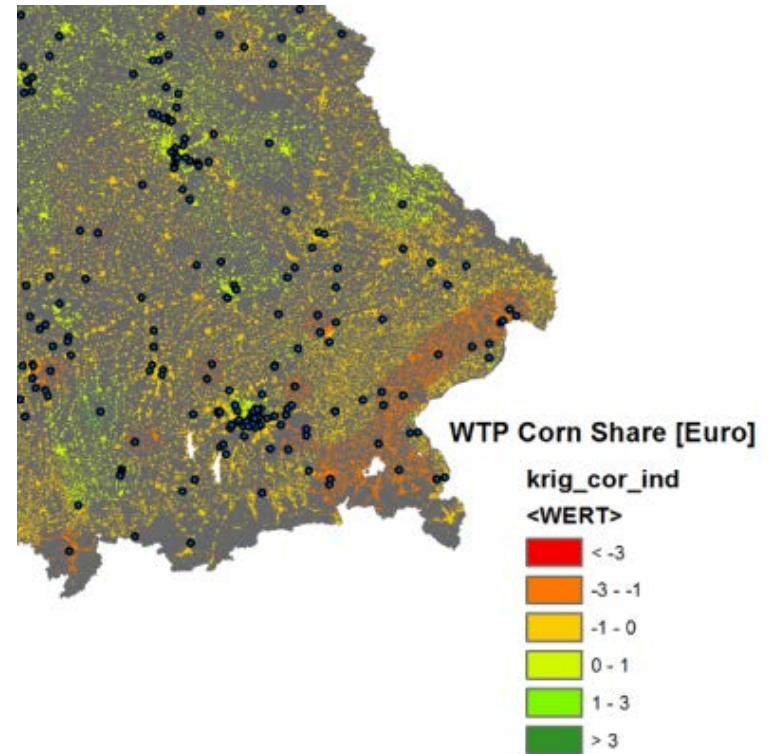 WTP Corn Share [Euro]
krig_cor_ind
<WERT>
< -3
-3 - -1
-1 - 0
0 - 1
1 - 3
> 3